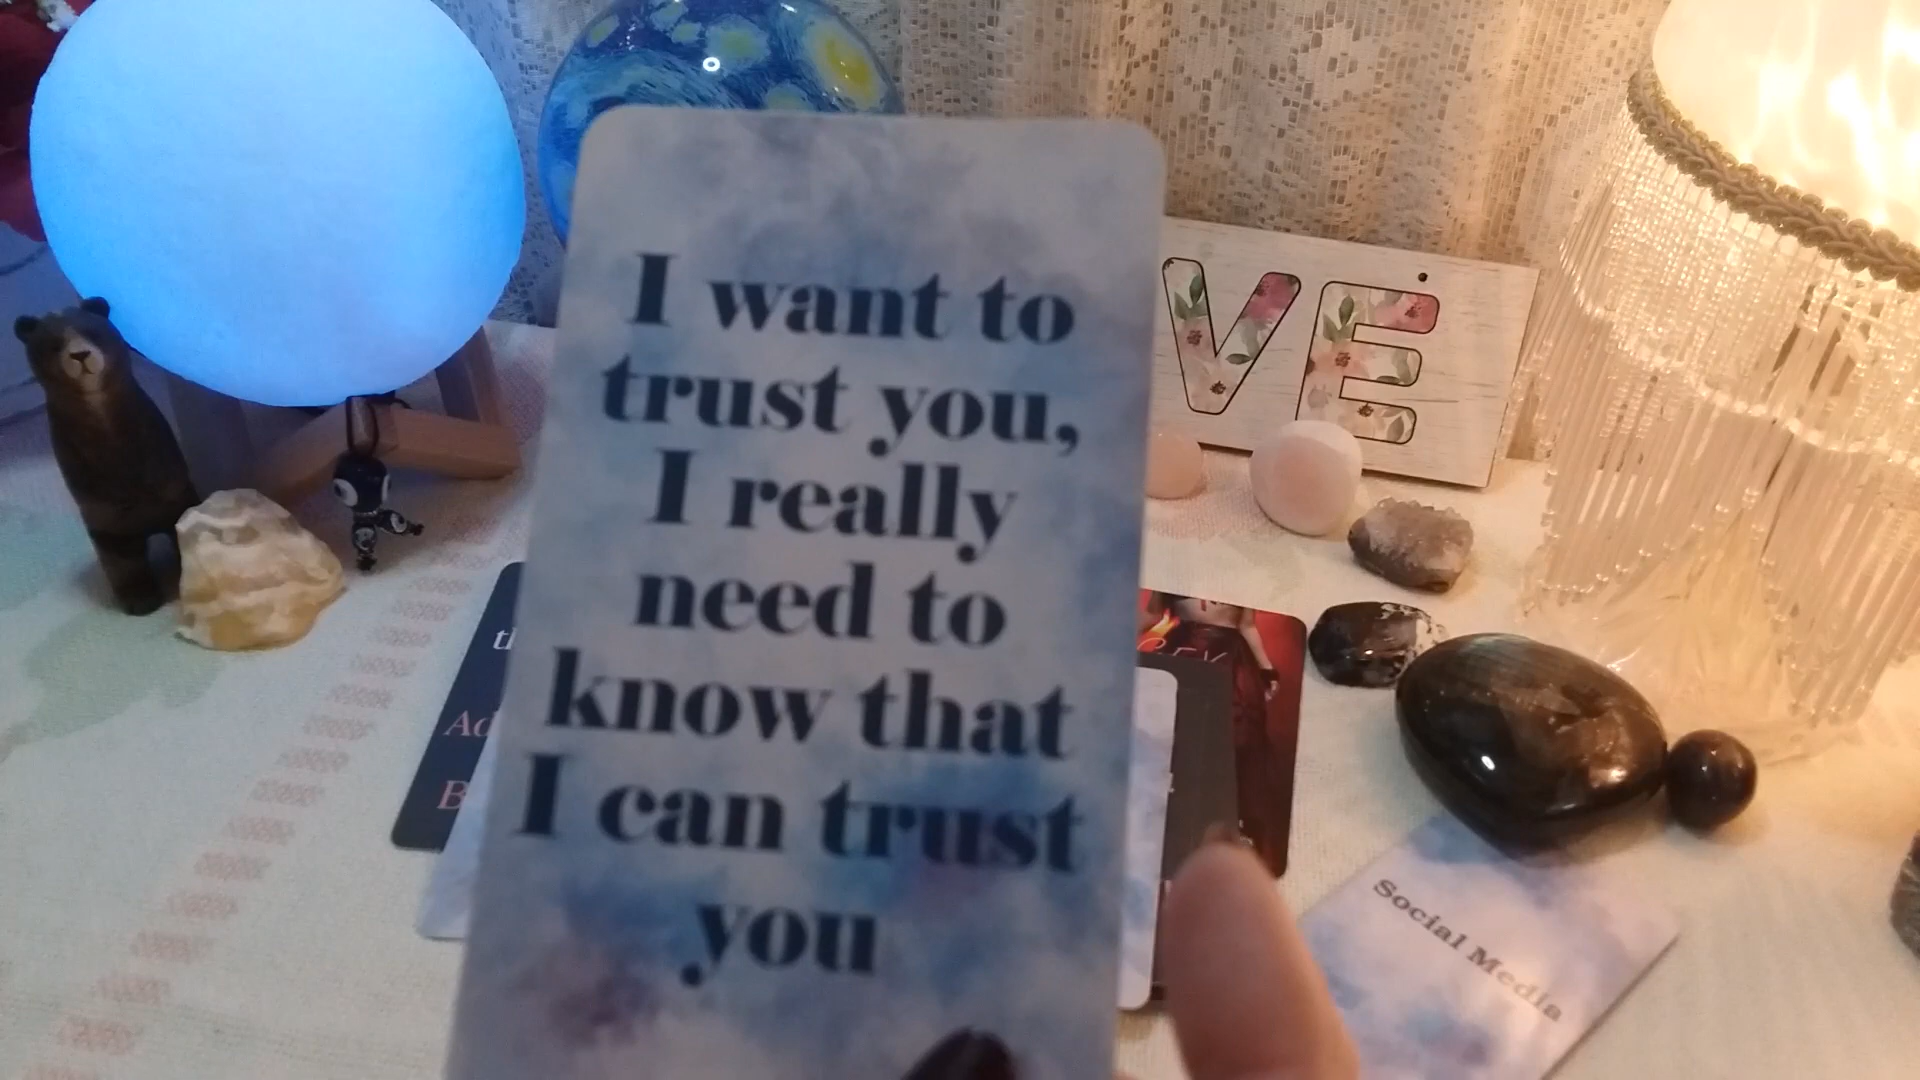 I want to
trust you,
I really
need to
know that
I can trust
you
VE
Social Media